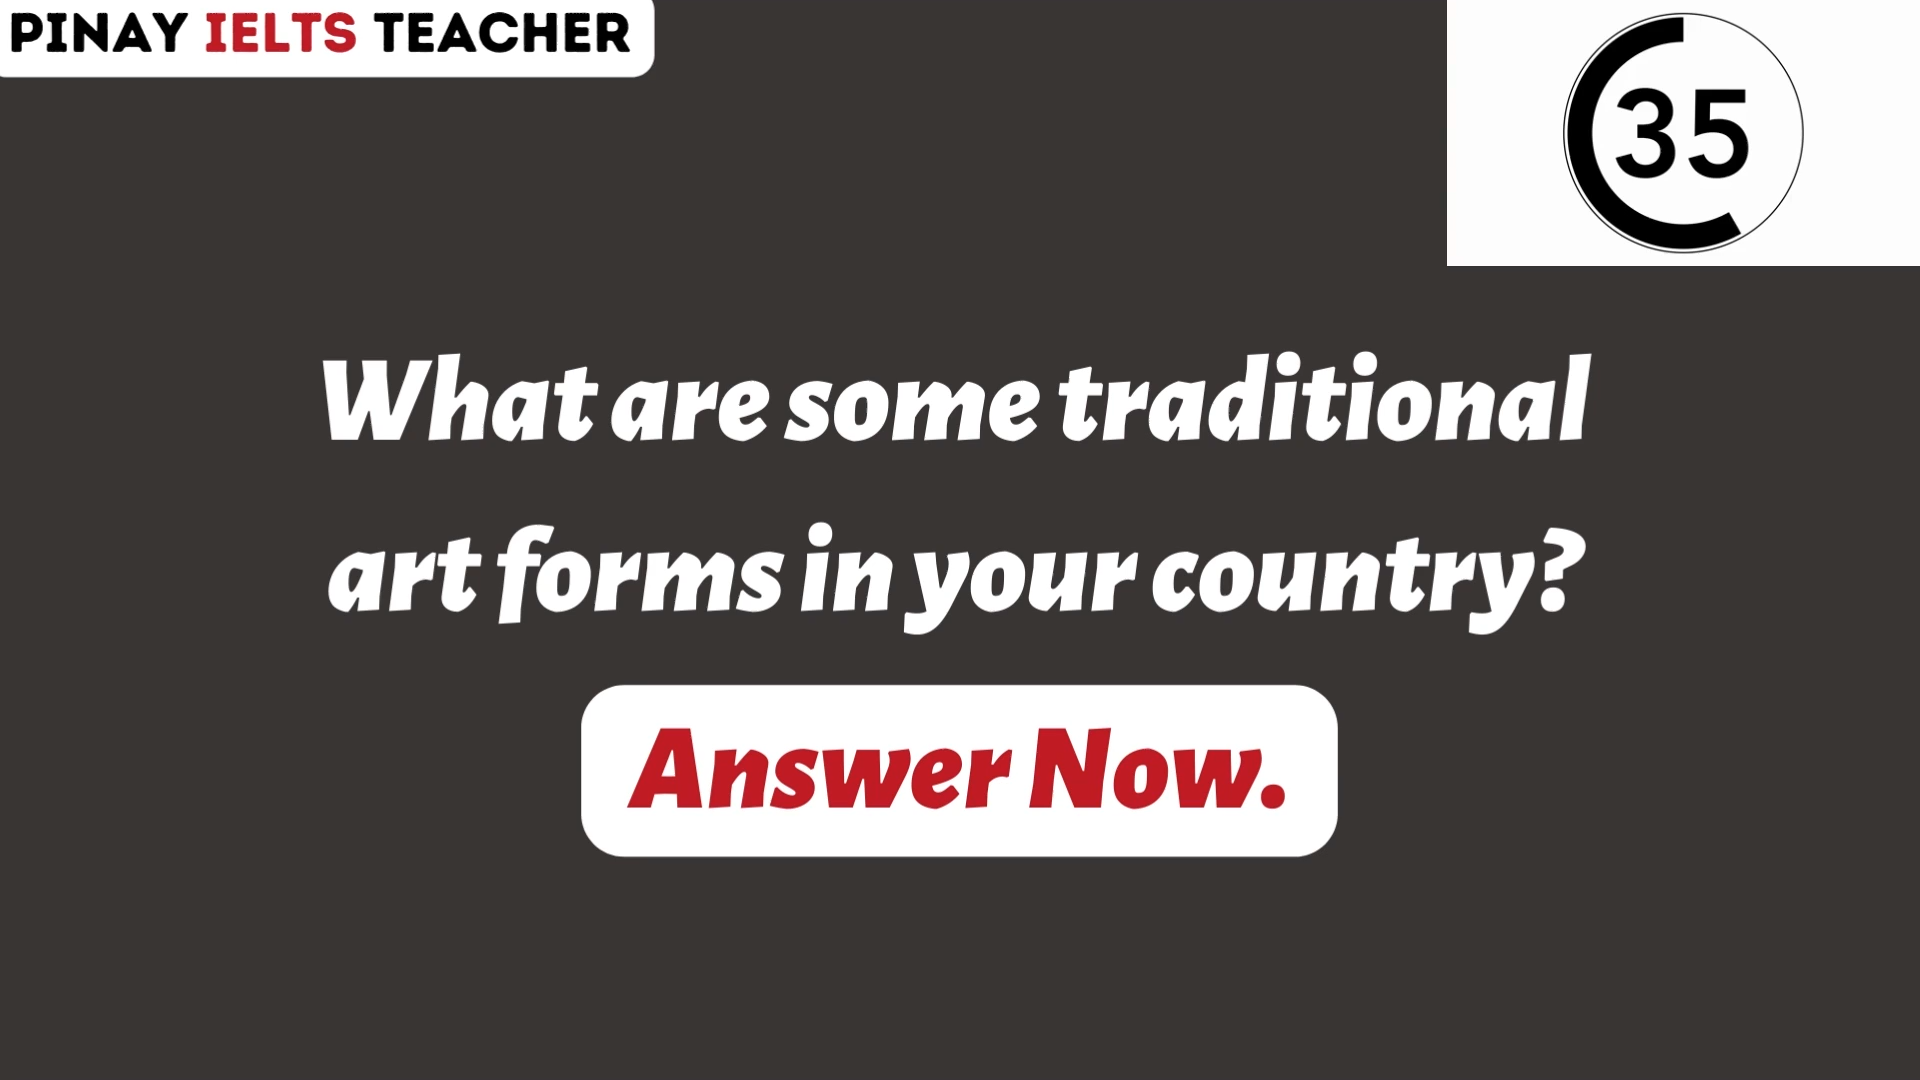 PINAY IELTS TEACHER
35
What are some traditional
art forms in your country?
Answer Now.